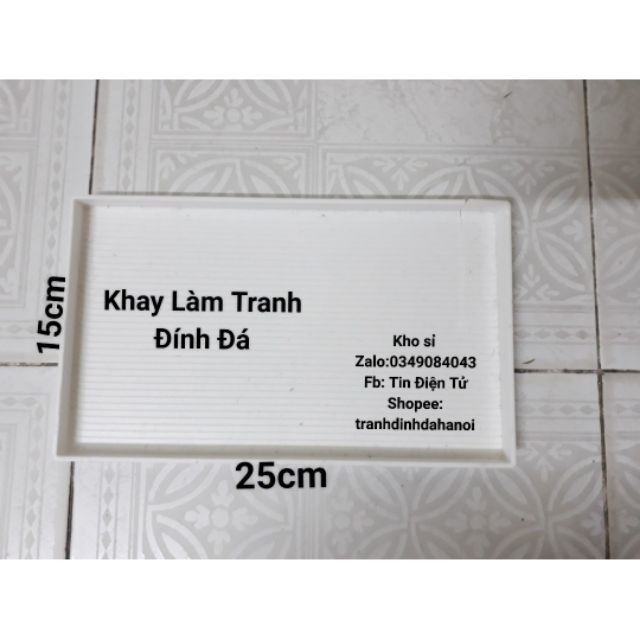 Khay Làm Tranh
Đính Đá
15cm
Kho sỉ
Zalo:0349084043
Fb: Tin Điện Tử
Shopee:
tranhdinhdahanoi
25cm